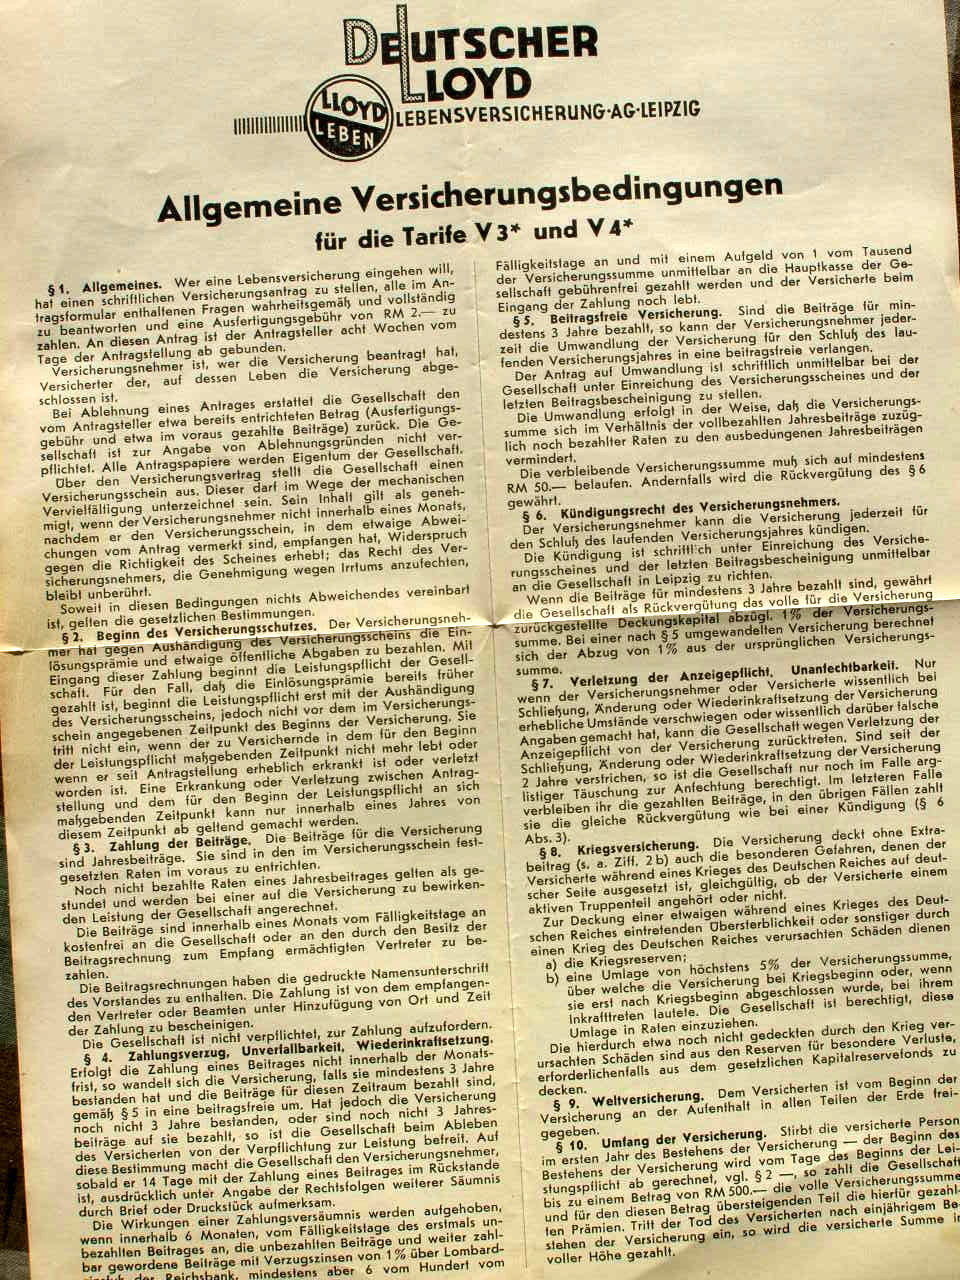 DEUTSCHER
LLOYD
LLOYD
LEBEN
LEBENSVERSICHERUNG·AG·LEIPZIG
Allgemeine Versicherungsbedingungen
für die Tarife V 3* und V 4*
§ 1. Allgemeines. Wer eine Lebensversicherung eingehen will,
hat einen schriftlichen Versicherungsantrag zu stellen, alle im An-
tragsformular enthaltenen Fragen wahrheitsgemäß und vollständig
zu beantworten und eine Ausfertigungsgebühr von RM 2.— zu
zahlen. An diesen Antrag ist der Antragsteller acht Wochen vom
Tage der Antragstellung ab gebunden.
Versicherungsnehmer ist, wer die Versicherung beantragt hat,
Versicherter der, auf dessen Leben die Versicherung abge-
schlossen ist.
Bei Ablehnung eines Antrages erstattet die Gesellschaft den
vom Antragsteller etwa bereits entrichteten Betrag (Ausfertigungs-
gebühr und etwa im voraus gezahlte Beiträge) zurück. Die Ge-
sellschaft ist zur Angabe von Ablehnungsgründen nicht ver-
pflichtet. Alle Antragspapiere werden Eigentum der Gesellschaft.
Über den Versicherungsvertrag stellt die Gesellschaft einen
Versicherungsschein aus. Dieser darf im Wege der mechanischen
Vervielfältigung unterzeichnet sein. Sein Inhalt gilt als geneh-
migt, wenn der Versicherungsnehmer nicht innerhalb eines Monats,
nachdem er den Versicherungsschein, in dem etwaige Abwei-
chungen vom Antrag vermerkt sind, empfangen hat, Widerspruch
gegen die Richtigkeit des Scheines erhebt; das Recht des Ver-
sicherungsnehmers, die Genehmigung wegen Irrtums anzufechten,
bleibt unberührt.
Soweit in diesen Bedingungen nichts Abweichendes vereinbart
ist, gelten die gesetzlichen Bestimmungen.
§ 2. Beginn des Versicherungsschutzes. Der Versicherungsneh-
mer hat gegen Aushändigung des Versicherungsscheins die Ein-
lösungsprämie und etwaige öffentliche Abgaben zu bezahlen. Mit
Eingang dieser Zahlung beginnt die Leistungspflicht der Gesell-
schaft. Für den Fall, daß die Einlösungsprämie bereits früher
gezahlt ist, beginnt die Leistungspflicht erst mit der Aushändigung
des Versicherungsscheins, jedoch nicht vor dem im Versicherungs-
schein angegebenen Zeitpunkt des Beginns der Versicherung. Sie
tritt nicht ein, wenn der zu Versichernde in dem für den Beginn
der Leistungspflicht maßgebenden Zeitpunkt nicht mehr lebt oder
wenn er seit Antragstellung erheblich erkrankt ist oder verletzt
worden ist. Eine Erkrankung oder Verletzung zwischen Antrag-
stellung und dem für den Beginn der Leistungspflicht an sich
maßgebenden Zeitpunkt kann nur innerhalb eines Jahres von
diesem Zeitpunkt ab geltend gemacht werden.
§ 3. Zahlung der Beiträge. Die Beiträge für die Versicherung
sind Jahresbeiträge. Sie sind in den im Versicherungsschein fest-
gesetzten Raten im voraus zu entrichten.
Noch nicht bezahlte Raten eines Jahresbeitrages gelten als ge-
stundet und werden bei einer auf die Versicherung zu bewirken-
den Leistung der Gesellschaft angerechnet.
Die Beiträge sind innerhalb eines Monats vom Fälligkeitstage an
kostenfrei an die Gesellschaft oder an den durch den Besitz der
Beitragsrechnung zum Empfang ermächtigten Vertreter zu be-
zahlen.
Die Beitragsrechnungen haben die gedruckte Namensunterschrift
des Vorstandes zu enthalten. Die Zahlung ist von dem empfangen-
den Vertreter oder Beamten unter Hinzufügung von Ort und Zeit
der Zahlung zu bescheinigen.
Die Gesellschaft ist nicht verpflichtet, zur Zahlung aufzufordern.
§ 4. Zahlungsverzug, Unverfallbarkeit, Wiederinkraftsetzung.
Erfolgt die Zahlung eines Beitrages nicht innerhalb der Monats-
frist, so wandelt sich die Versicherung, falls sie mindestens 3 Jahre
bestanden hat und die Beiträge für diesen Zeitraum bezahlt sind,
gemäß § 5 in eine beitragsfreie um. Hat jedoch die Versicherung
noch nicht 3 Jahre bestanden, oder sind noch nicht 3 Jahres-
beiträge auf sie bezahlt, so ist die Gesellschaft beim Ableben
des Versicherten von der Verpflichtung zur Leistung befreit. Auf
diese Bestimmung macht die Gesellschaft den Versicherungsnehmer,
sobald er 14 Tage mit der Zahlung eines Beitrages im Rückstande
ist, ausdrücklich unter Angabe der Rechtsfolgen weiterer Säumnis
durch Brief oder Druckstück aufmerksam.
Die Wirkungen einer Zahlungsversäumnis werden aufgehoben,
wenn innerhalb 6 Monaten, vom Fälligkeitstage des erstmals un-
bezahlten Beitrages an, die unbezahlten Beiträge und weiter zahl-
bar gewordene Beiträge mit Verzugszinsen von 1% über Lombard-
der Reichsbank, mindestens aber 6 vom Hundert vom
Fälligkeitstage an und mit einem Aufgeld von 1 vom Tausend
der Versicherungssumme unmittelbar an die Hauptkasse der Ge-
sellschaft gebührenfrei gezahlt werden und der Versicherte beim
Eingang der Zahlung noch lebt.
§ 5. Beitragsfreie Versicherung. Sind die Beiträge für min-
destens 3 Jahre bezahlt, so kann der Versicherungsnehmer jeder-
zeit die Umwandlung der Versicherung für den Schluß des lau-
fenden Versicherungsjahres in eine beitragsfreie verlangen.
Der Antrag auf Umwandlung ist schriftlich unmittelbar bei der
Gesellschaft unter Einreichung des Versicherungsscheines und der
letzten Beitragsbescheinigung zu stellen.
Die Umwandlung erfolgt in der Weise, daß die Versicherungs-
summe sich im Verhältnis der vollbezahlten Jahresbeiträge zuzüg-
lich noch bezahlter Raten zu den ausbedungenen Jahresbeiträgen
vermindert.
Die verbleibende Versicherungssumme muß sich auf mindestens
RM 50.— belaufen. Andernfalls wird die Rückvergütung des § 6
gewährt.
§ 6. Kündigungsrecht des Versicherungsnehmers.
Der Versicherungsnehmer kann die Versicherung jederzeit für
den Schluß des laufenden Versicherungsjahres kündigen.
Die Kündigung ist schriftlich unter Einreichung des Versiche-
rungsscheines und der letzten Beitragsbescheinigung unmittelbar
an die Gesellschaft in Leipzig zu richten.
Wenn die Beiträge für mindestens 3 Jahre bezahlt sind, gewährt
die Gesellschaft als Rückvergütung das volle für die Versicherung
zurückgestellte Deckungskapital abzügl. 1% der Versicherungs-
summe. Bei einer nach § 5 umgewandelten Versicherung berechnet
sich der Abzug von 1% aus der ursprünglichen Versicherungs-
summe.
§ 7. Verletzung der Anzeigepflicht, Unanfechtbarkeit. Nur
wenn der Versicherungsnehmer oder Versicherte wissentlich bei
Schließung, Änderung oder Wiederinkraftsetzung der Versicherung
erhebliche Umstände verschwiegen oder wissentlich darüber falsche
Angaben gemacht hat, kann die Gesellschaft wegen Verletzung der
Anzeigepflicht von der Versicherung zurücktreten. Sind seit der
Schließung, Änderung oder Wiederinkraftsetzung der Versicherung
2 Jahre verstrichen, so ist die Gesellschaft nur noch im Falle arg-
listiger Täuschung zur Anfechtung berechtigt. Im letzteren Falle
verbleiben ihr die gezahlten Beiträge, in den übrigen Fällen zahlt
sie die gleiche Rückvergütung wie bei einer Kündigung (§ 6
Abs. 3).
§ 8. Kriegsversicherung. Die Versicherung deckt ohne Extra-
beitrag (s. a. Ziff. 2 b) auch die besonderen Gefahren, denen der
Versicherte während eines Krieges des Deutschen Reiches auf deut-
scher Seite ausgesetzt ist, gleichgültig, ob der Versicherte einem
aktiven Truppenteil angehört oder nicht.
Zur Deckung einer etwaigen während eines Krieges des Deut-
schen Reiches eintretenden Übersterblichkeit oder sonstiger durch
einen Krieg des Deutschen Reiches verursachten Schäden dienen
a) die Kriegsreserven;
b) eine Umlage von höchstens 5% der Versicherungssumme,
über welche die Versicherung bei Kriegsbeginn oder, wenn
sie erst nach Kriegsbeginn abgeschlossen wurde, bei ihrem
Inkrafttreten lautete. Die Gesellschaft ist berechtigt, diese
Umlage in Raten einzuziehen.
Die hierdurch etwa noch nicht gedeckten durch den Krieg ver-
ursachten Schäden sind aus den Reserven für besondere Verluste,
erforderlichenfalls aus dem gesetzlichen Kapitalreservefonds zu
decken.
§ 9. Weltversicherung. Dem Versicherten ist vom Beginn der
Versicherung an der Aufenthalt in allen Teilen der Erde frei-
gegeben.
§ 10. Umfang der Versicherung. Stirbt die versicherte Person
im ersten Jahr des Bestehens der Versicherung — der Beginn des
Bestehens der Versicherung wird vom Tage des Beginns der Lei-
stungspflicht ab gerechnet, vgl. § 2 —, so zahlt die Gesellschaft
bis zu einem Betrag von RM 500.— die volle Versicherungssumme
und für den diesen Betrag übersteigenden Teil die hierfür gezahl-
ten Prämien. Tritt der Tod des Versicherten nach einjährigem Be-
stehen der Versicherung ein, so wird die versicherte Summe in
voller Höhe gezahlt.